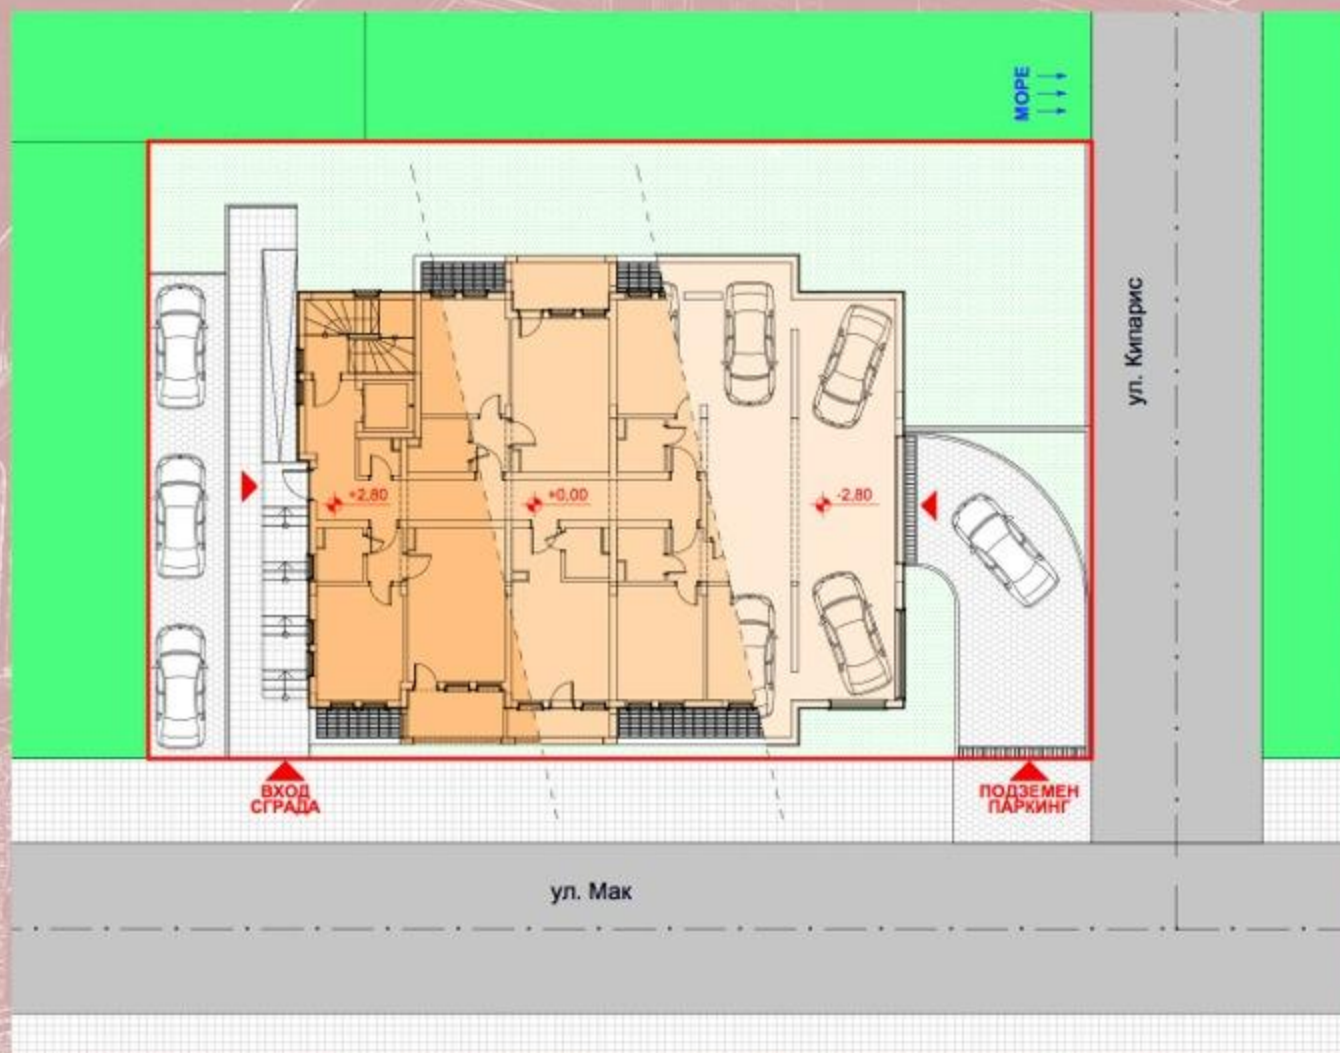 МОРЕ
ул. Кипарис
+2,80
+0,00
-2,80
ВХОД
СГРАДА
ПОДЗЕМЕН
ПАРКИНГ
ул. Мак